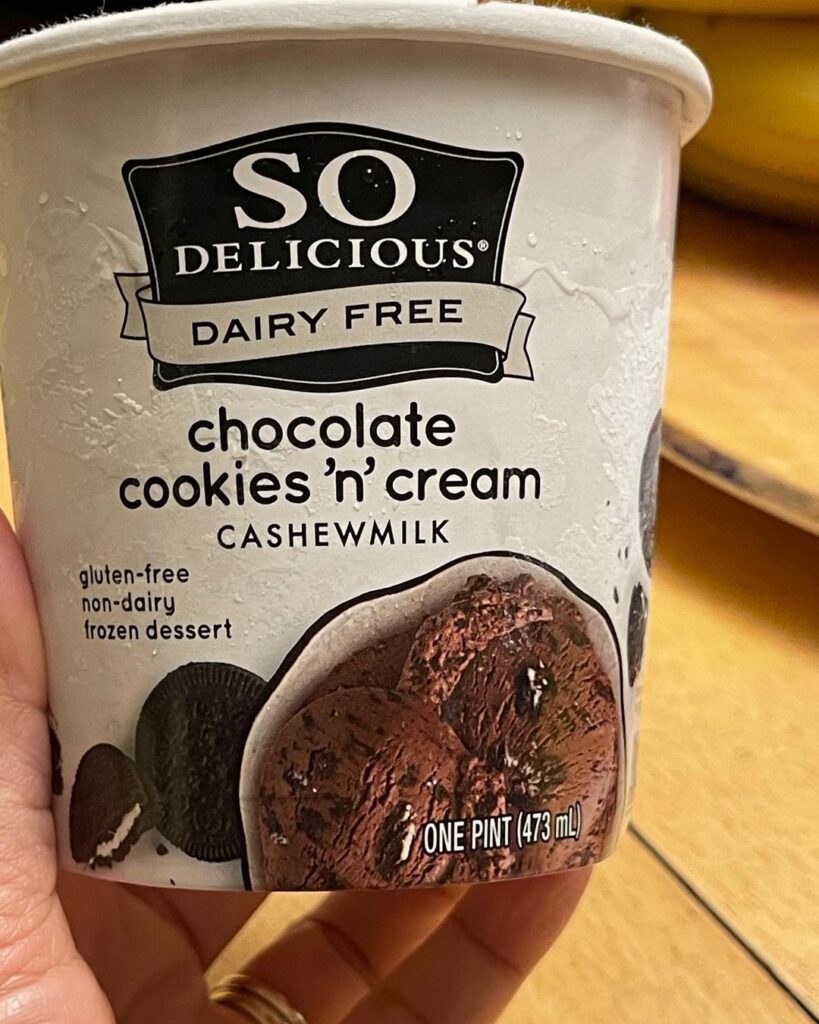 SO
DELICIOUS®
DAIRY FREE
chocolate
cookies 'n' cream
CASHEWMILK
gluten-free
non-dairy
frozen dessert
ONE PINT (473 mL)